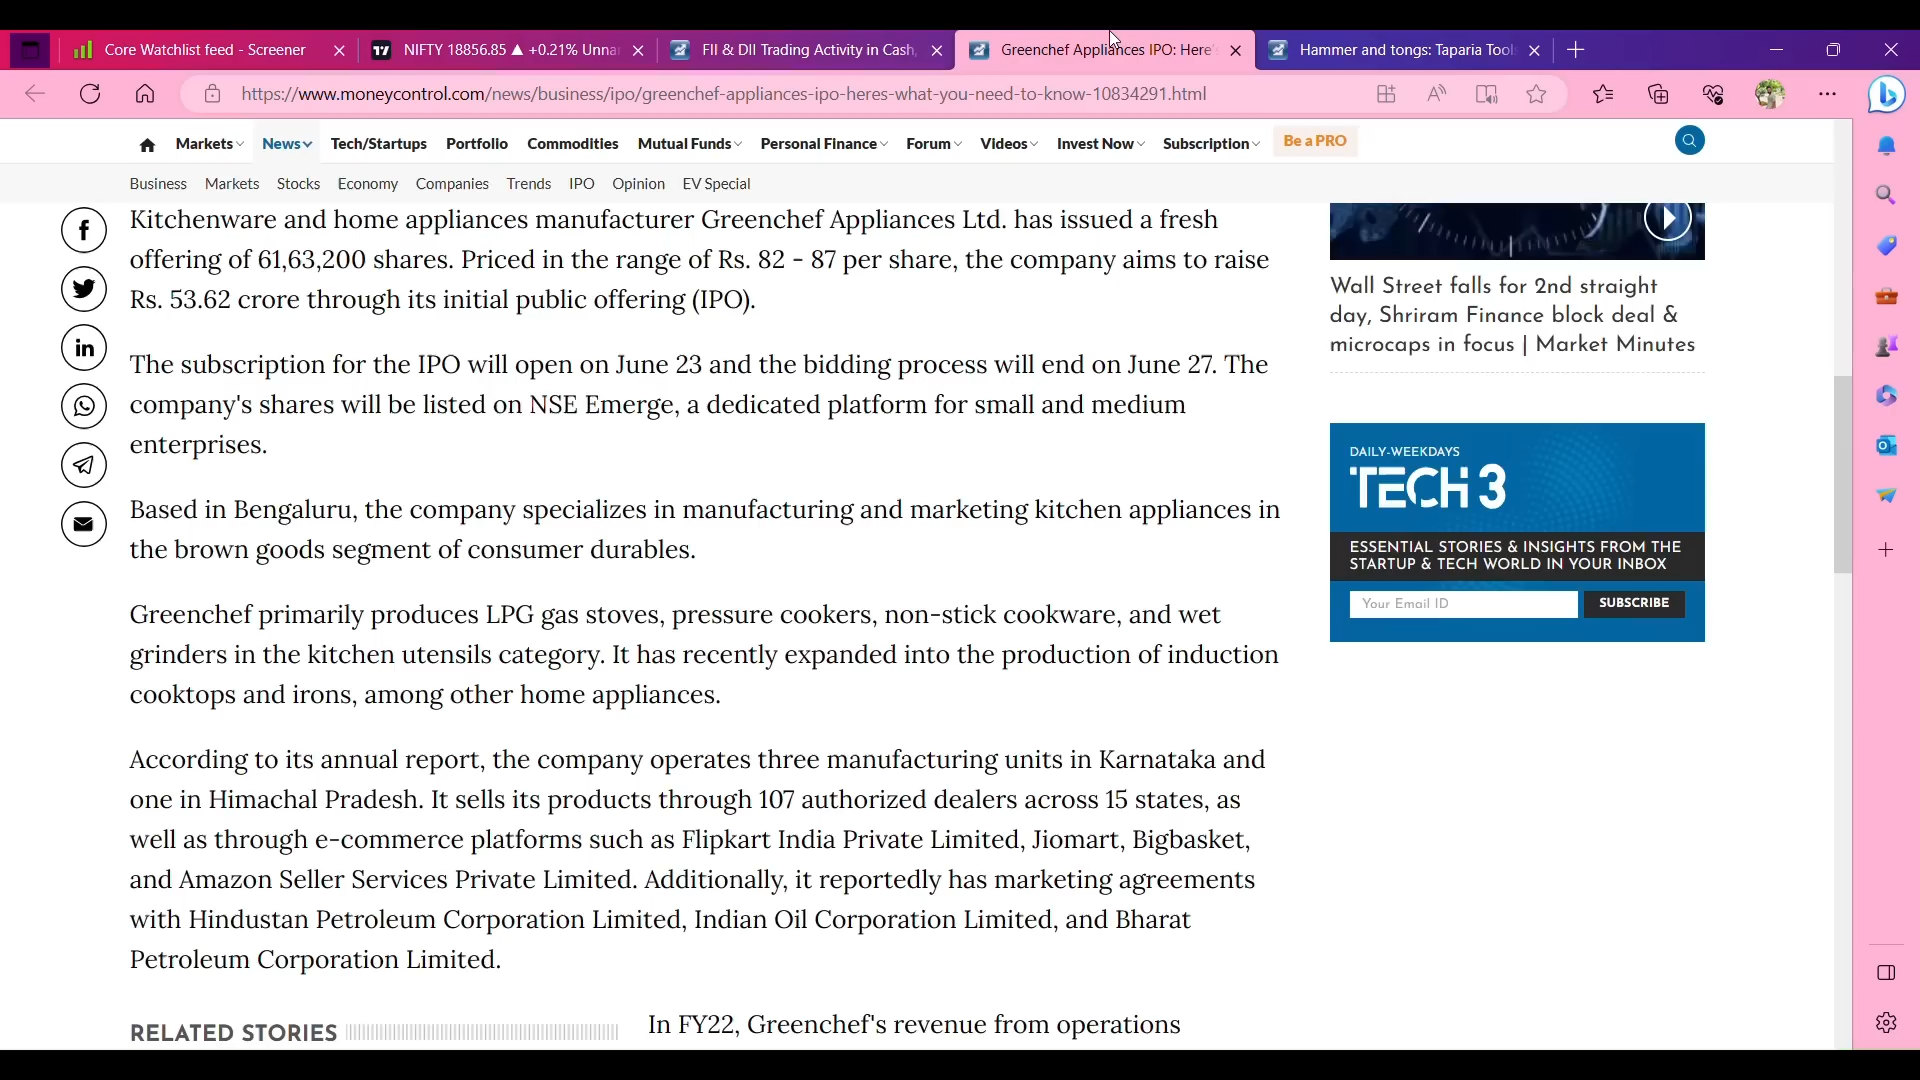 Core Watchlist feed - Screener
NIFTY 18856.85 ▲ +0.21% Unna
FII & DII Trading Activity in Cash,
Greenchef Appliances IPO: Here's
Hammer and tongs: Taparia Tools
https://www.moneycontrol.com/news/business/ipo/greenchef-appliances-ipo-heres-what-you-need-to-know-10834291.html
Markets News Tech/Startups Portfolio Commodities Mutual Funds Personal Finance Forum Videos Invest Now Subscription Be a PRO
Business Markets Stocks Economy Companies Trends IPO Opinion EV Special
Kitchenware and home appliances manufacturer Greenchef Appliances Ltd. has issued a fresh
offering of 61,63,200 shares. Priced in the range of Rs. 82 - 87 per share, the company aims to raise
Rs. 53.62 crore through its initial public offering (IPO).
The subscription for the IPO will open on June 23 and the bidding process will end on June 27. The
company's shares will be listed on NSE Emerge, a dedicated platform for small and medium
enterprises.
Based in Bengaluru, the company specializes in manufacturing and marketing kitchen appliances in
the brown goods segment of consumer durables.
Greenchef primarily produces LPG gas stoves, pressure cookers, non-stick cookware, and wet
grinders in the kitchen utensils category. It has recently expanded into the production of induction
cooktops and irons, among other home appliances.
According to its annual report, the company operates three manufacturing units in Karnataka and
one in Himachal Pradesh. It sells its products through 107 authorized dealers across 15 states, as
well as through e-commerce platforms such as Flipkart India Private Limited, Jiomart, Bigbasket,
and Amazon Seller Services Private Limited. Additionally, it reportedly has marketing agreements
with Hindustan Petroleum Corporation Limited, Indian Oil Corporation Limited, and Bharat
Petroleum Corporation Limited.
RELATED STORIES
In FY22, Greenchef's revenue from operations
Wall Street falls for 2nd straight
day, Shriram Finance block deal &
microcaps in focus | Market Minutes
DAILY-WEEKDAYS
TECH 3
ESSENTIAL STORIES & INSIGHTS FROM THE
STARTUP & TECH WORLD IN YOUR INBOX
Your Email ID
SUBSCRIBE